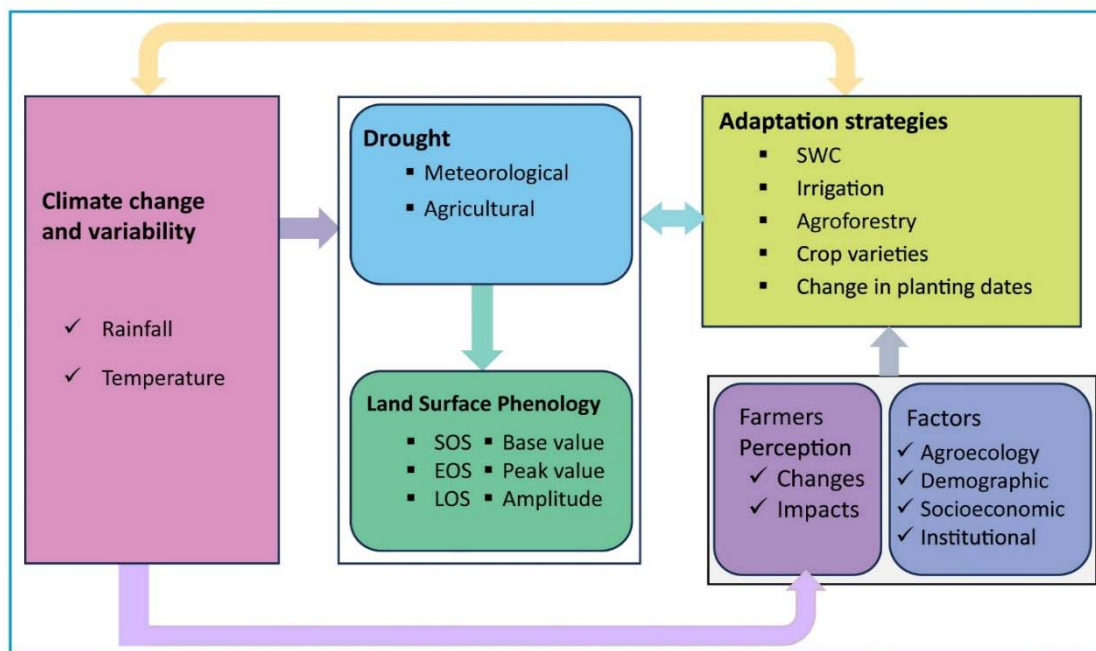 Climate change
and variability
✓ Rainfall
✓ Temperature
Drought
▪ Meteorological
▪ Agricultural
Land Surface Phenology
▪ SOS ▪ Base value
▪ EOS ▪ Peak value
▪ LOS ▪ Amplitude
Adaptation strategies
▪ SWC
▪ Irrigation
▪ Agroforestry
▪ Crop varieties
▪ Change in planting dates
Farmers
Perception
✓ Changes
✓ Impacts
Factors
✓ Agroecology
✓ Demographic
✓ Socioeconomic
✓ Institutional